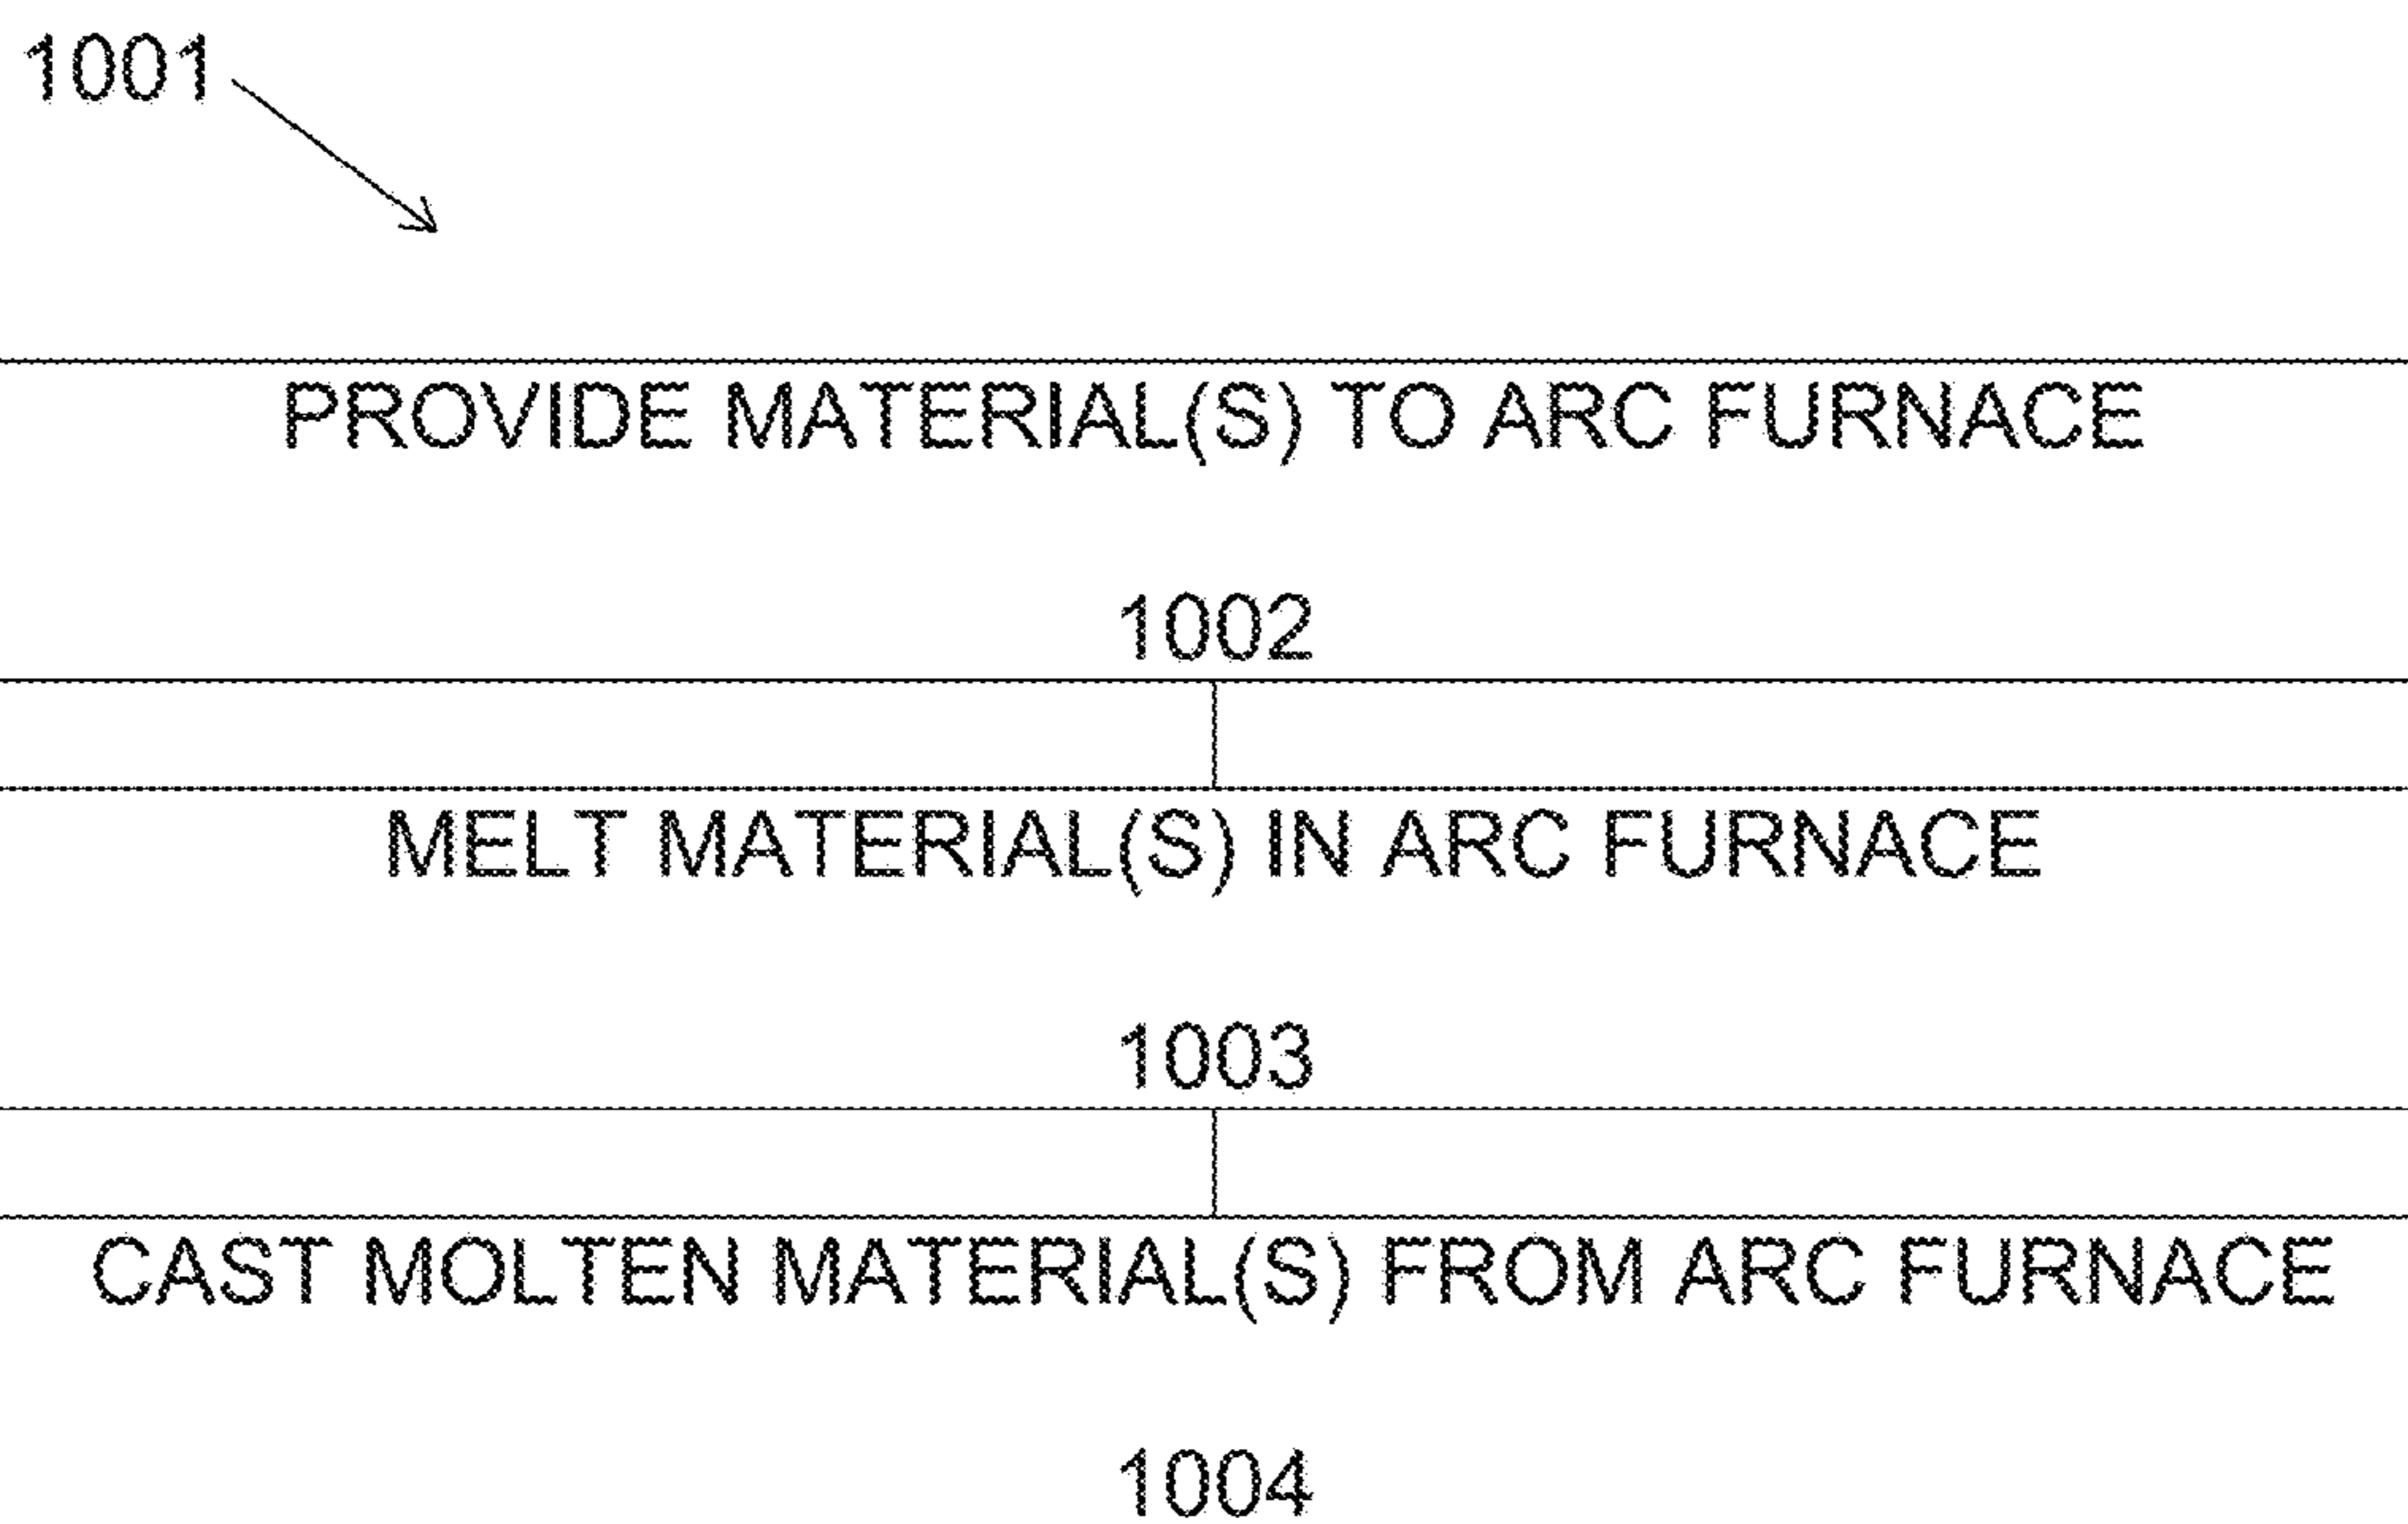 1001
PROVIDE MATERIAL(S) TO ARC FURNACE
1002
MELT MATERIAL(S) IN ARC FURNACE
1003
CAST MOLTEN MATERIAL(S) FROM ARC FURNACE
1004